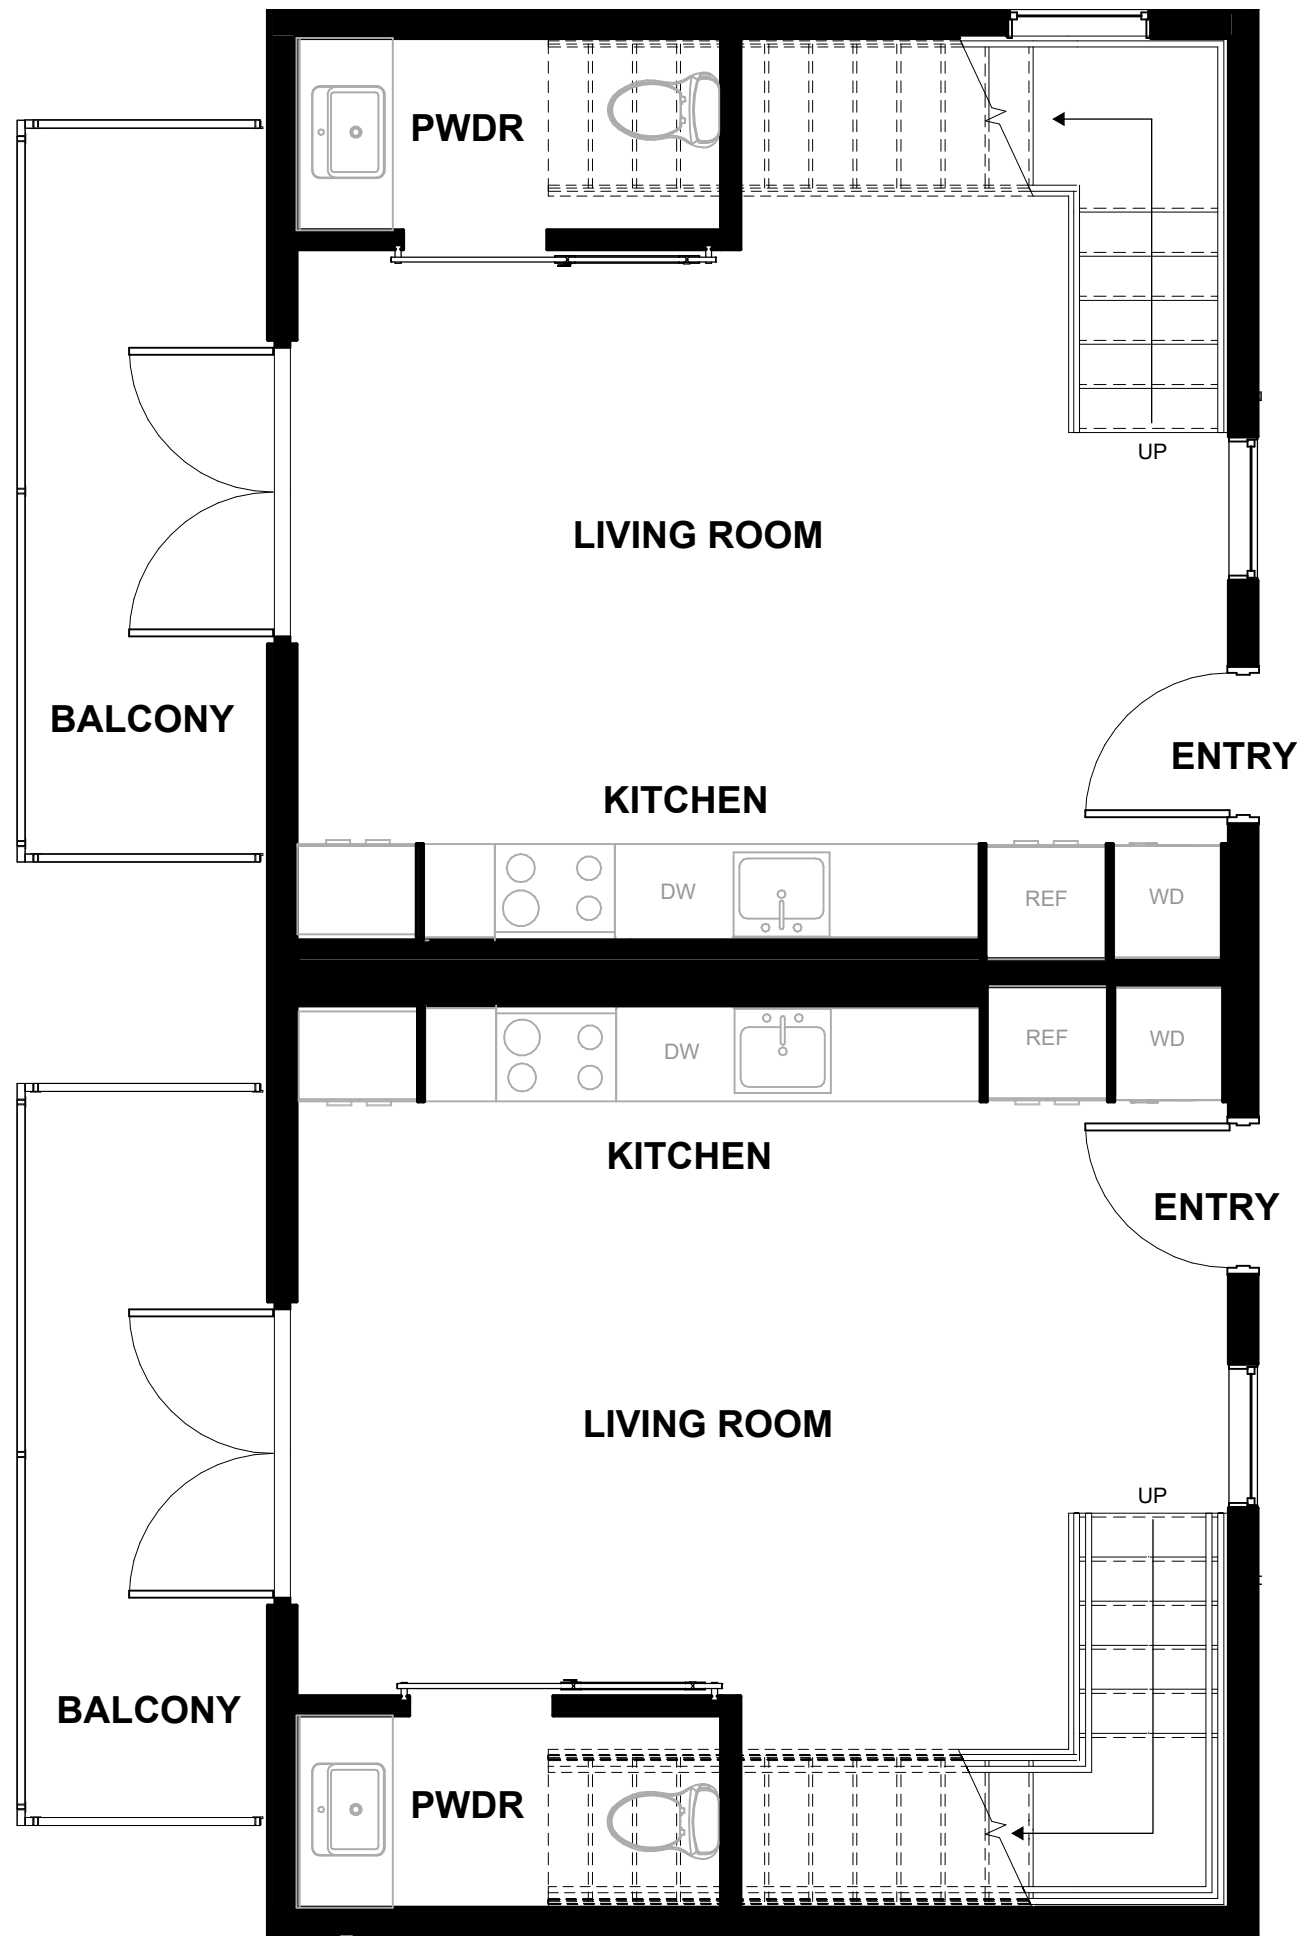 PWDR
UP
LIVING ROOM
BALCONY
ENTRY
KITCHEN
DW
REF
WD
DW
REF
WD
KITCHEN
ENTRY
LIVING ROOM
UP
BALCONY
PWDR